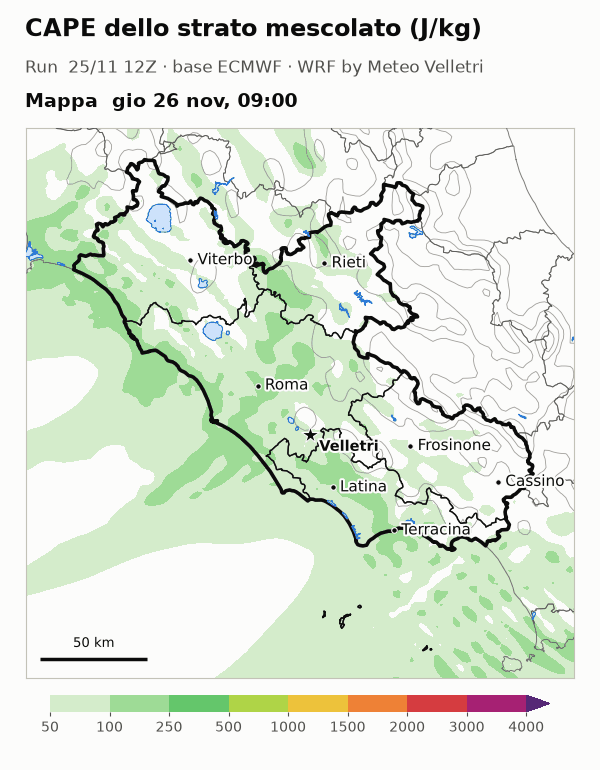 CAPE dello strato mescolato (J/kg)
Run  25/11 12Z · base ECMWF · WRF by Meteo Velletri
Mappa  gio 26 nov, 09:00
Viterbo
Rieti
Roma
Velletri
Frosinone
Cassino
Latina
Terracina
50 km
50 100 250 500 1000 1500 2000 3000 4000